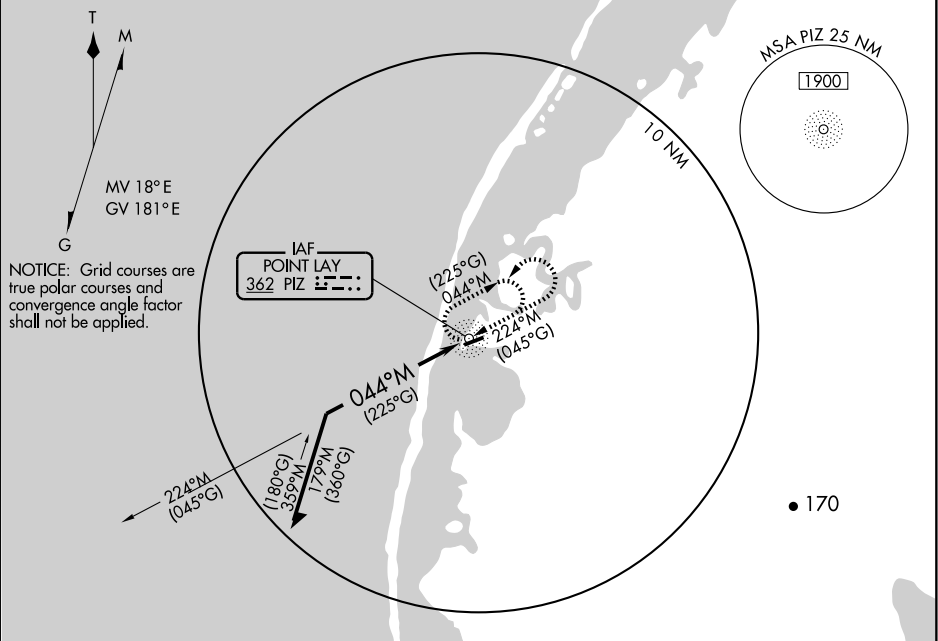 T
M
MV 18°E
GV 181°E
G
NOTICE: Grid courses are
true polar courses and
convergence angle factor
shall not be applied.
MSA PIZ 25 NM
1900
10 NM
IAF
POINT LAY
362 PIZ
(225°G)
044°M
224°M
(045°G)
044°M
(225°G)
(180°G)
359°M
179°M
(360°G)
224°M
(045°G)
170